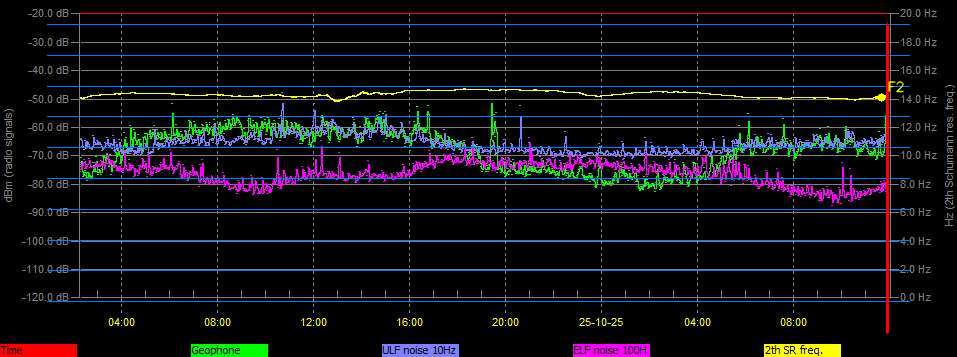 -20.0 dB 20.0 Hz
-30.0 dB 18.0 Hz
-40.0 dB 16.0 Hz
F2
-50.0 dB 14.0 Hz
-60.0 dB 12.0 Hz
-70.0 dB 10.0 Hz
-80.0 dB 8.0 Hz
-90.0 dB 6.0 Hz
-100.0 dB 4.0 Hz
-110.0 dB 2.0 Hz
-120.0 dB 0.0 Hz
dBm (radio signals)
Hz (2th Schumann res. freq.)
04:00 08:00 12:00 16:00 20:00 25-10-25 04:00 08:00
Time Geophone ULF noise 10Hz ELF noise 100H 2th SR freq.